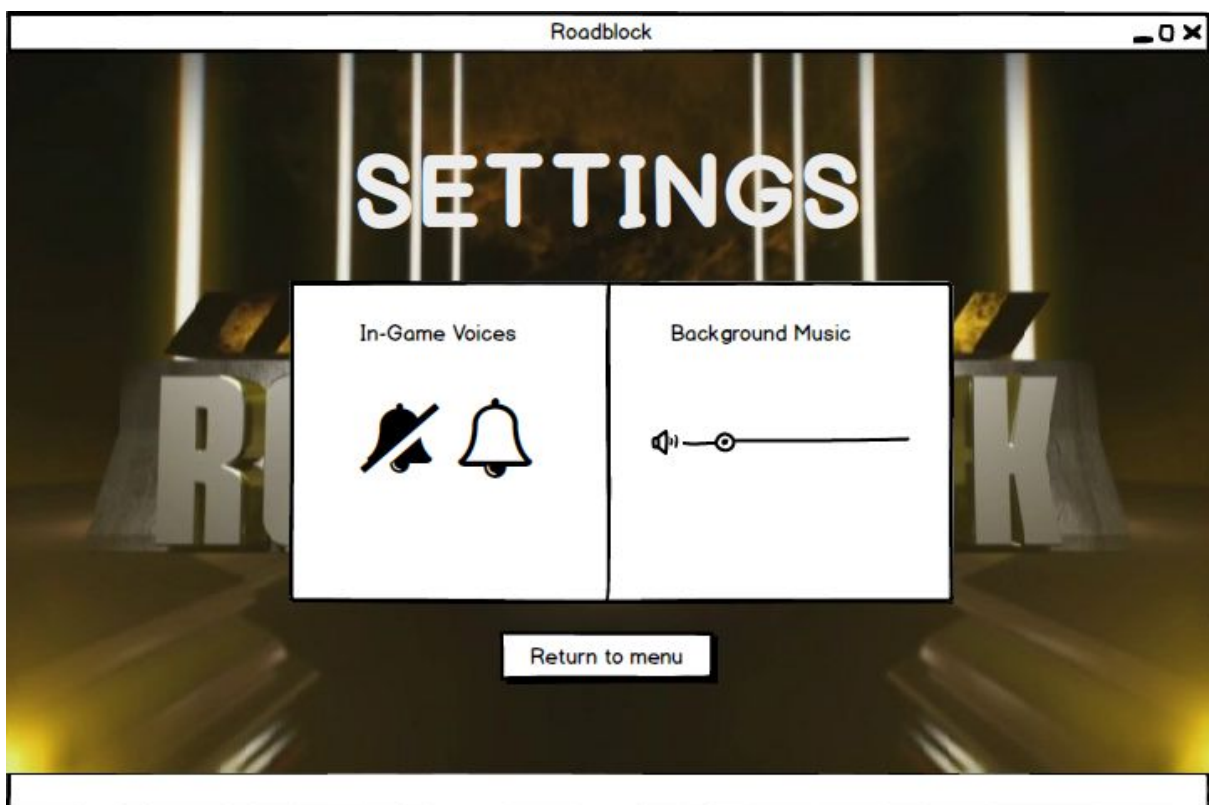 Roadblock
SETTINGS
In-Game Voices
Background Music
Return to menu